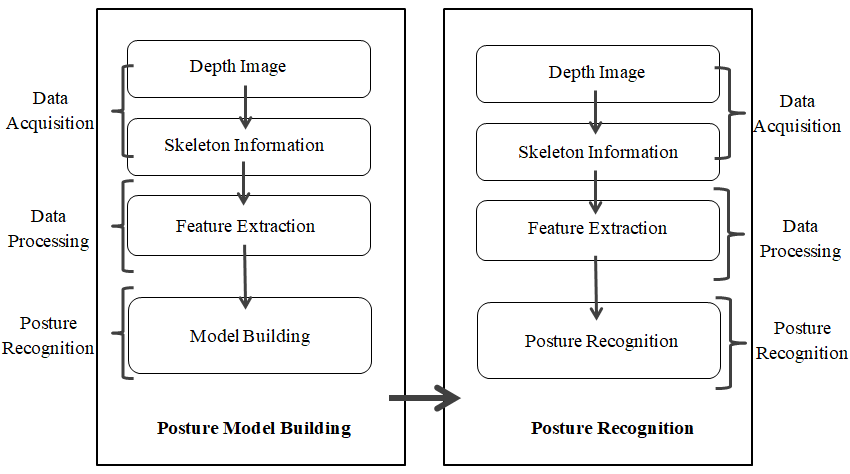 Data
Acquisition
Depth Image
Skeleton Information
Data
Processing
Feature Extraction
Posture
Recognition
Model Building
Posture Model Building
Depth Image
Skeleton Information
Data
Acquisition
Feature Extraction
Data
Processing
Posture Recognition
Posture
Recognition
Posture Recognition